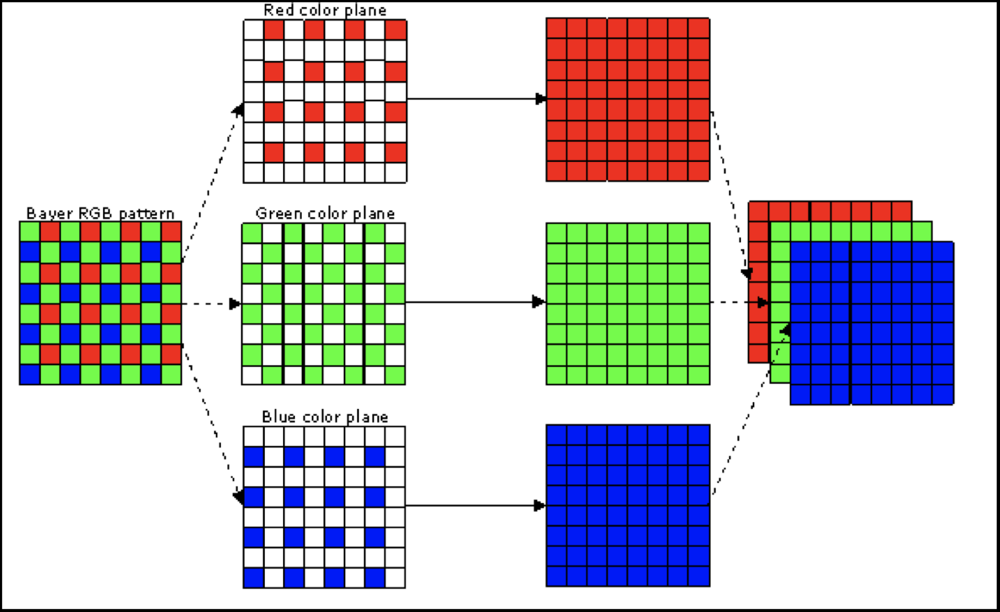 Red color plane
Bayer RGB pattern
Green color plane
Blue color plane